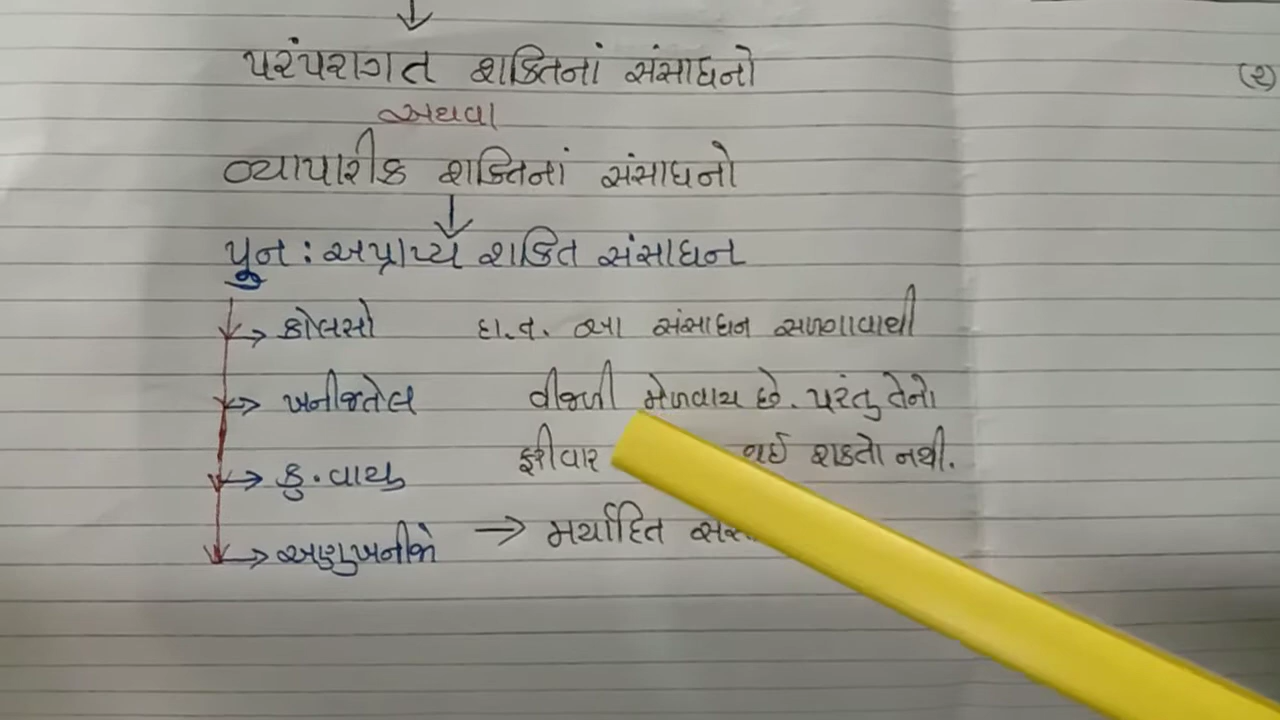 પરંપરાગત શક્તિનાં સંસાધનો
(૨)
અથવા
વ્યાપારીક શક્તિનાં સંસાધનો
પૂન : અપ્રાપ્ય શક્તિ સંસાધન
→ કોલસો દા.ત. આ સંસાધન સળગાવાથી
→ ખનીજતેલ વીજળી મેળવાય છે. પરંતુ તેનો
→ કુ.વાયુ ફરીવાર થઈ શકતો નથી.
→ અણુખનીજો → મર્યાદિત